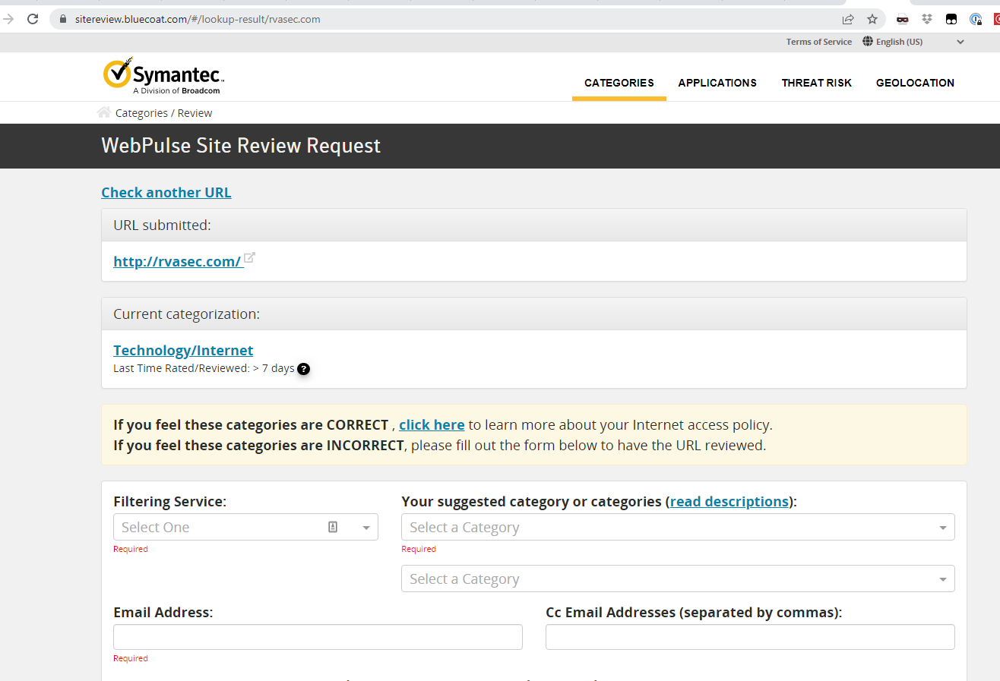 sitereview.bluecoat.com/#/lookup-result/rvasec.com
Terms of Service English (US)
Symantec™
A Division of Broadcom
CATEGORIES APPLICATIONS THREAT RISK GEOLOCATION
Categories / Review
WebPulse Site Review Request
Check another URL
URL submitted:
http://rvasec.com/
Current categorization:
Technology/Internet
Last Time Rated/Reviewed: > 7 days ?
If you feel these categories are CORRECT , click here to learn more about your Internet access policy.
If you feel these categories are INCORRECT, please fill out the form below to have the URL reviewed.
Filtering Service: Your suggested category or categories (read descriptions):
Select One Select a Category
Required Required
Select a Category
Email Address: Cc Email Addresses (separated by commas):
Required